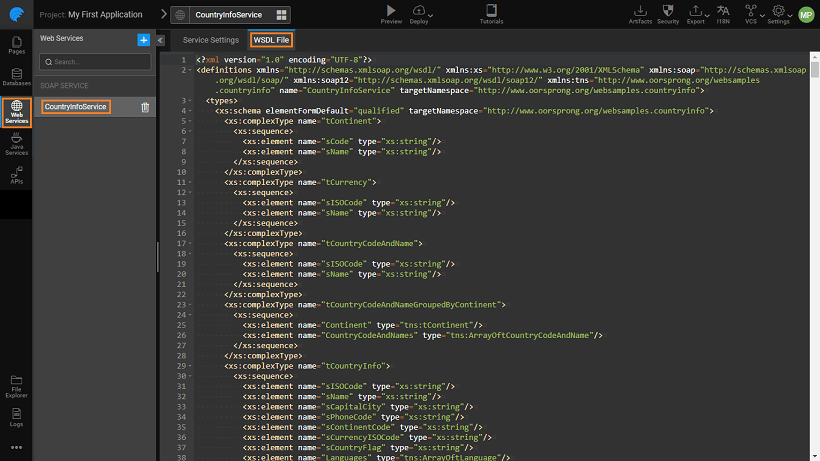 Project: My First Application
CountryInfoService
Preview
Deploy
Tutorials
Artifacts
Security
Export
I18N
VCS
Settings
MP
Pages
Databases
Web
Services
Java
Services
APIs
File
Explorer
Logs
Web Services
+
Search...
SOAP SERVICE
CountryInfoService
Service Settings
WSDL File
1 <?xml version="1.0" encoding="UTF-8"?>
2 <definitions xmlns="http://schemas.xmlsoap.org/wsdl/" xmlns:xs="http://www.w3.org/2001/XMLSchema" xmlns:soap="http://schemas.xmlsoap
.org/wsdl/soap/" xmlns:soap12="http://schemas.xmlsoap.org/wsdl/soap12/" xmlns:tns="http://www.oorsprong.org/websamples
.countryinfo" name="CountryInfoService" targetNamespace="http://www.oorsprong.org/websamples.countryinfo">
3 <types>
4 <xs:schema elementFormDefault="qualified" targetNamespace="http://www.oorsprong.org/websamples.countryinfo">
5 <xs:complexType name="tContinent">
6 <xs:sequence>
7 <xs:element name="sCode" type="xs:string"/>
8 <xs:element name="sName" type="xs:string"/>
9 </xs:sequence>
10 </xs:complexType>
11 <xs:complexType name="tCurrency">
12 <xs:sequence>
13 <xs:element name="sISOCode" type="xs:string"/>
14 <xs:element name="sName" type="xs:string"/>
15 </xs:sequence>
16 </xs:complexType>
17 <xs:complexType name="tCountryCodeAndName">
18 <xs:sequence>
19 <xs:element name="sISOCode" type="xs:string"/>
20 <xs:element name="sName" type="xs:string"/>
21 </xs:sequence>
22 </xs:complexType>
23 <xs:complexType name="tCountryCodeAndNameGroupedByContinent">
24 <xs:sequence>
25 <xs:element name="Continent" type="tns:tContinent"/>
26 <xs:element name="CountryCodeAndNames" type="tns:ArrayOftCountryCodeAndName"/>
27 </xs:sequence>
28 </xs:complexType>
29 <xs:complexType name="tCountryInfo">
30 <xs:sequence>
31 <xs:element name="sISOCode" type="xs:string"/>
32 <xs:element name="sName" type="xs:string"/>
33 <xs:element name="sCapitalCity" type="xs:string"/>
34 <xs:element name="sPhoneCode" type="xs:string"/>
35 <xs:element name="sContinentCode" type="xs:string"/>
36 <xs:element name="sCurrencyISOCode" type="xs:string"/>
37 <xs:element name="sCountryFlag" type="xs:string"/>
38 <xs:element name="Languages" type="tns:ArrayOftLanguage"/>